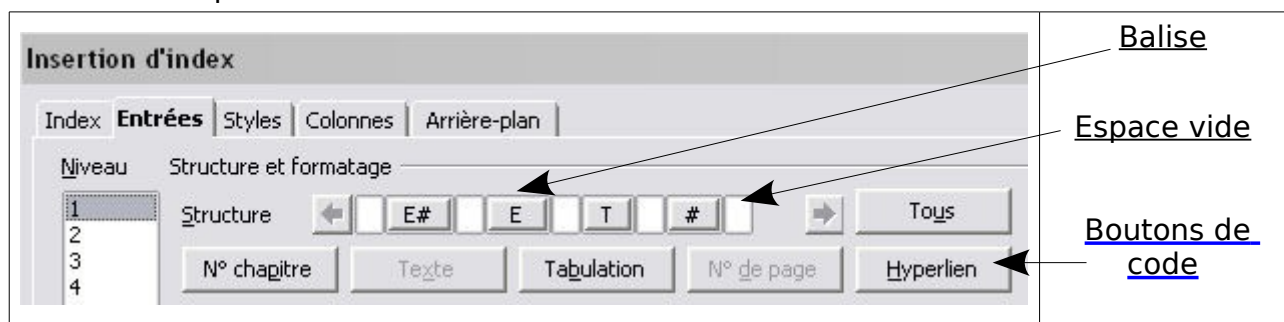 Insertion d'index
Index Entrées Styles Colonnes Arrière-plan
Niveau Structure et formatage
1
2
3
4
Structure E# E T # Tous
N° chapitre Texte Tabulation N° de page Hyperlien
Balise
Espace vide
Boutons de
code